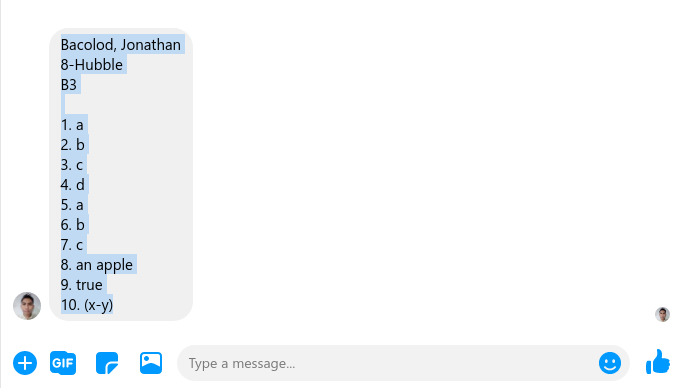 Bacolod, Jonathan
8-Hubble
B3
1. a
2. b
3. c
4. d
5. a
6. b
7. c
8. an apple
9. true
10. (x-y)
GIF
Type a message...